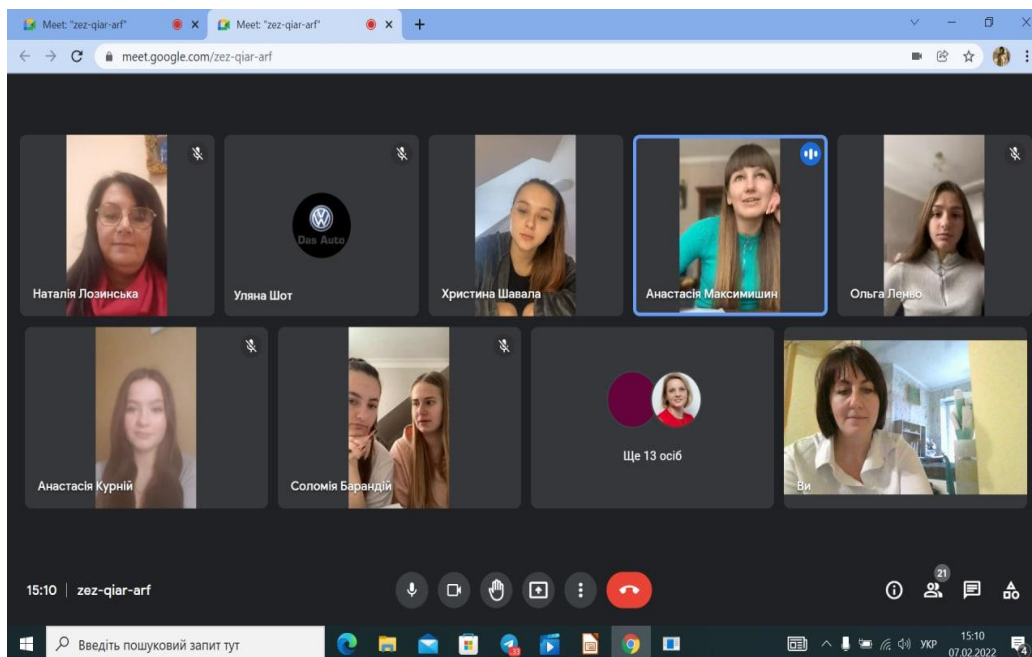 Meet: "zez-qiar-arf"
Meet: "zez-qiar-arf"
meet.google.com/zez-qiar-arf
Das Auto
Наталія Лозинська
Уляна Шот
Христина Шавала
Анастасія Максимишин
Ольга Леньо
Анастасія Курній
Соломія Барандій
Ще 13 осіб
Ви
15:10 | zez-qiar-arf
21
Введіть пошуковий запит тут
33
УКР
15:10
07.02.2022
4